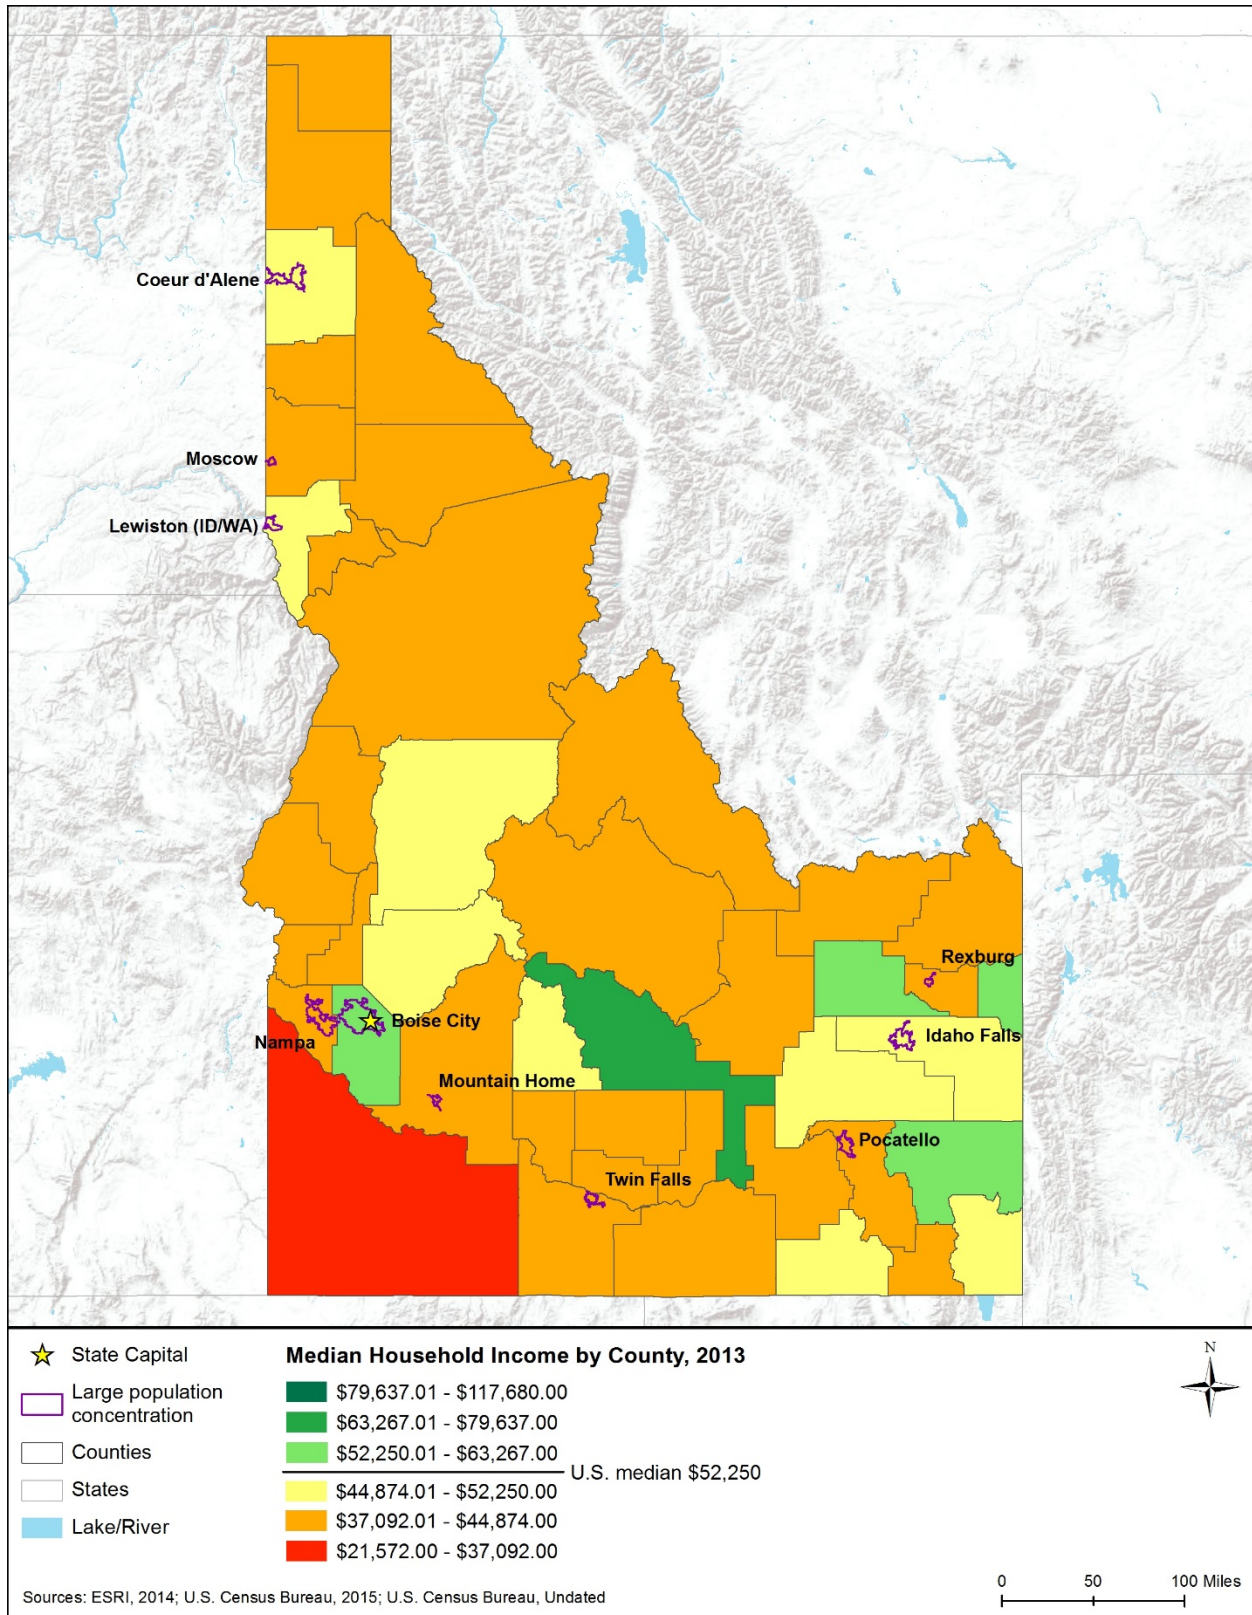 Coeur d'Alene
Moscow
Lewiston (ID/WA)
Rexburg
Boise City
Idaho Falls
Nampa
Mountain Home
Pocatello
Twin Falls
State Capital
Large population
concentration
Counties
States
Lake/River
Median Household Income by County, 2013
$79,637.01 - $117,680.00
$63,267.01 - $79,637.00
$52,250.01 - $63,267.00
U.S. median $52,250
$44,874.01 - $52,250.00
$37,092.01 - $44,874.00
$21,572.00 - $37,092.00
N
0 50 100 Miles
Sources: ESRI, 2014; U.S. Census Bureau, 2015; U.S. Census Bureau, Undated